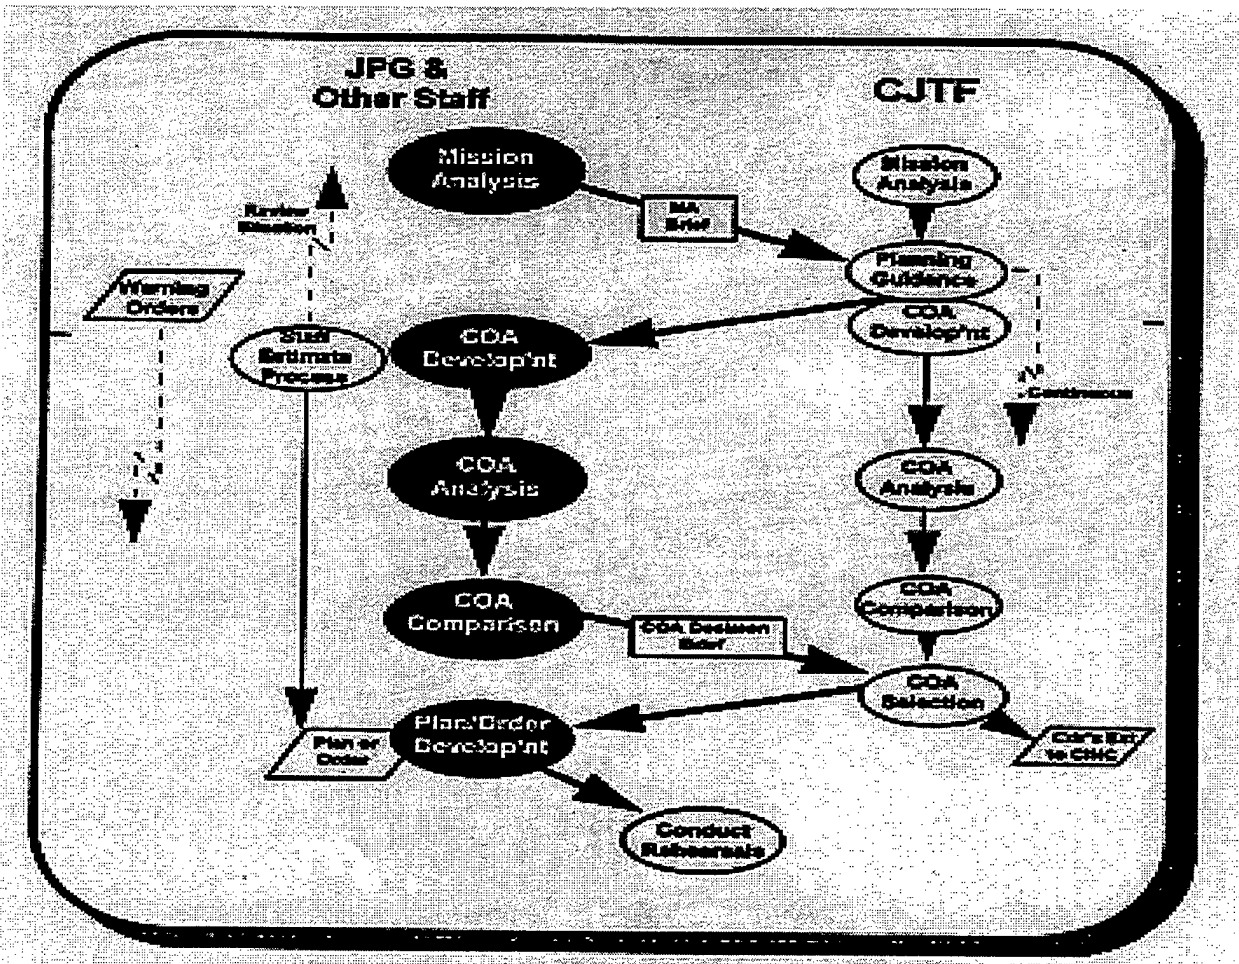 JPG &
Other Staff
CJTF
Mission
Analysis
Mission
Analysis
MA
Brief
Review
Situation
Planning
Guidance
Warning
Orders
COA
Develop'nt
Staff
Estimate
Process
COA
Develop'nt
Continuous
COA
Analysis
COA
Analysis
COA
Comparison
COA
Comparison
COA Decision
Brief
COA
Selection
Plan/Order
Develop'nt
Plan or
Order
Cdr's Est
to CINC
Conduct
Rehearsals